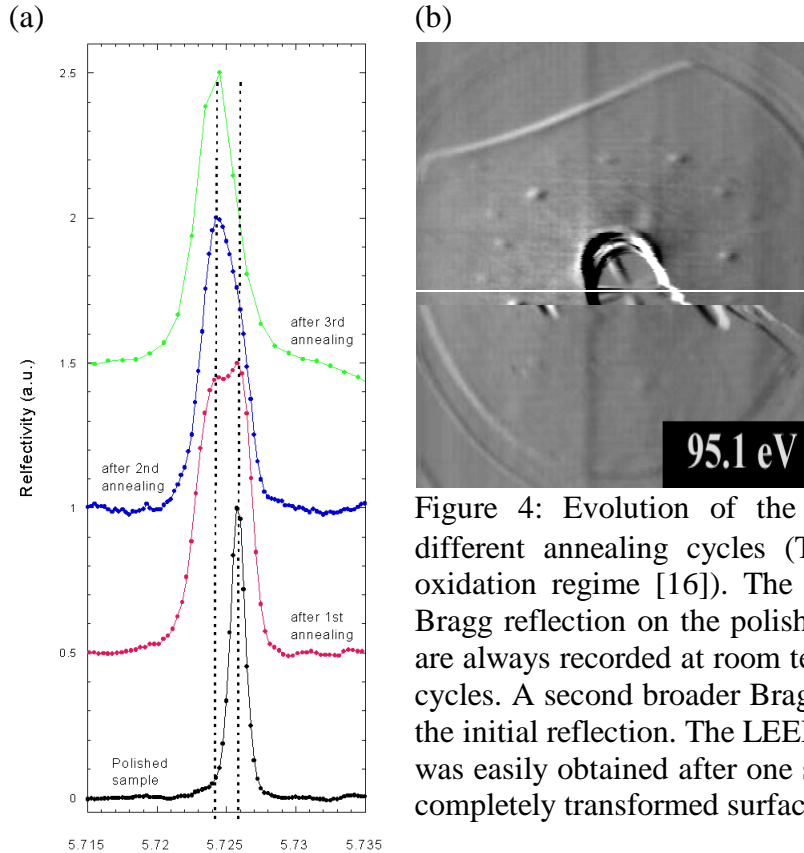 (a)
(b)
2.5
2
1.5
1
0.5
0
Relfectivity (a.u.)
after 3rd
annealing
after 2nd
annealing
after 1st
annealing
Polished
sample
5.715 5.72 5.725 5.73 5.735
95.1 eV
Figure 4: Evolution of the
different annealing cycles (T
oxidation regime [16]). The
Bragg reflection on the polish
are always recorded at room te
cycles. A second broader Brag
the initial reflection. The LEE
was easily obtained after one s
completely transformed surfac